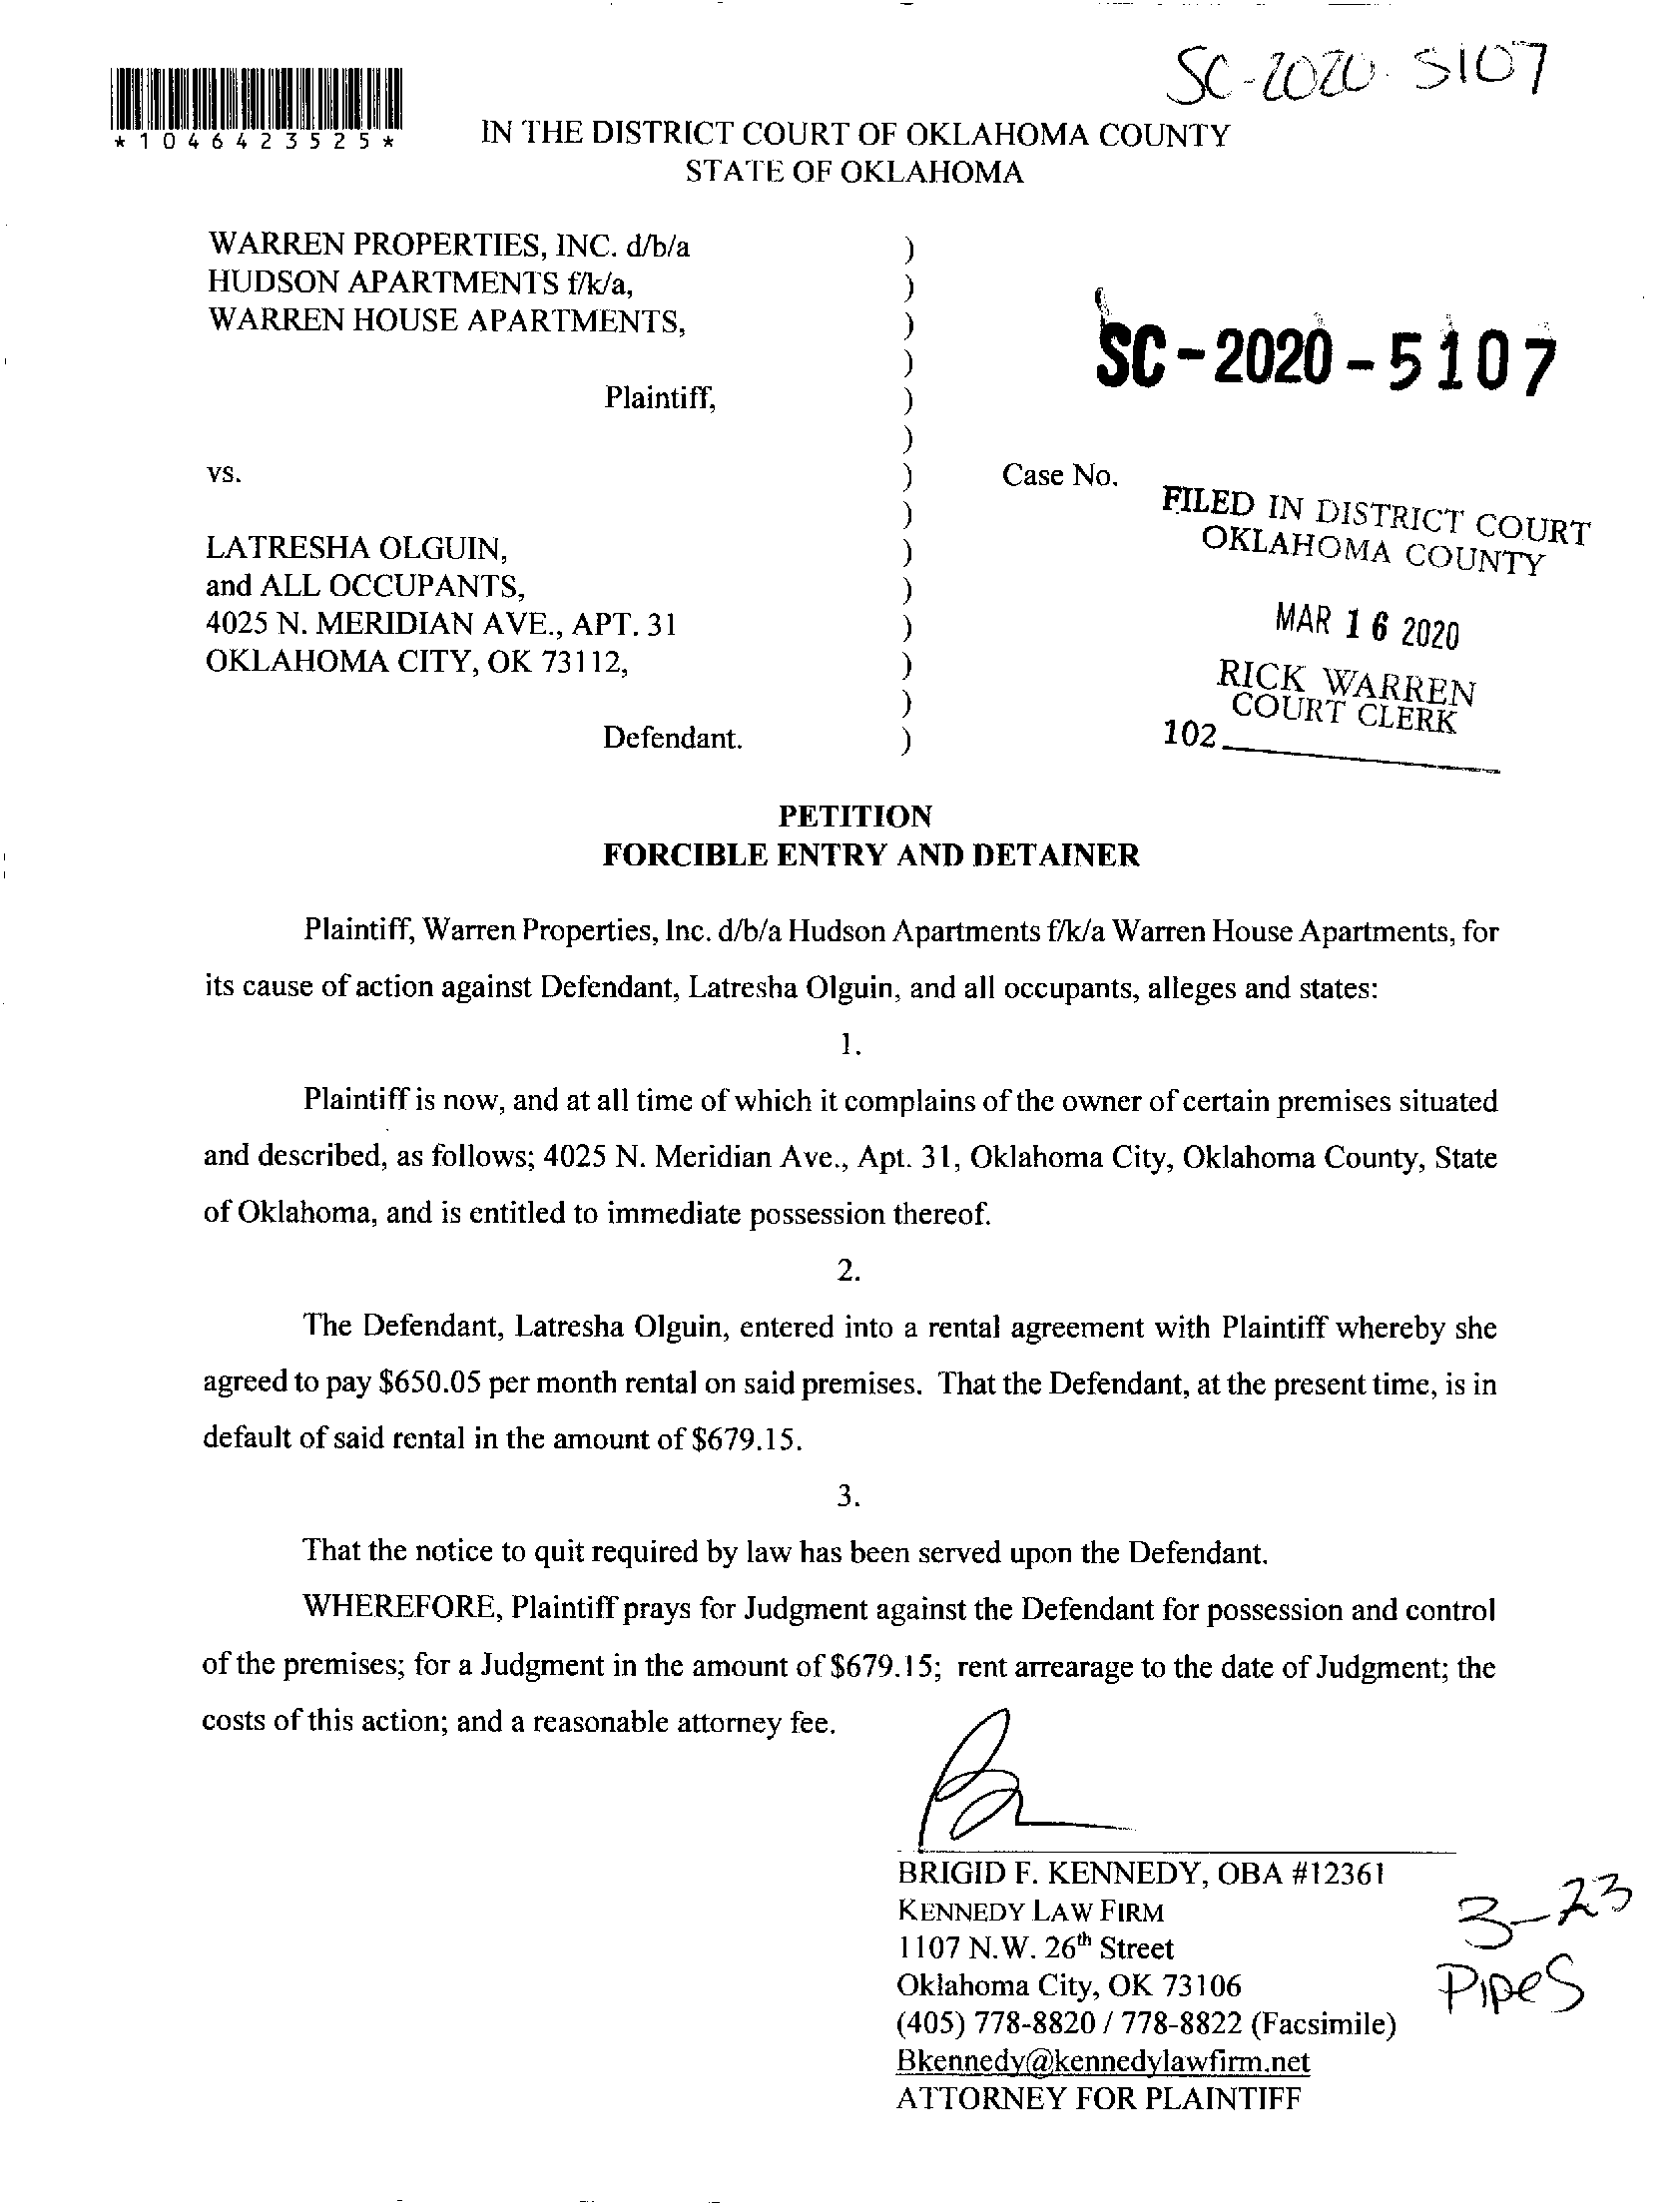 SC-2020-5107
*1046423525*
IN THE DISTRICT COURT OF OKLAHOMA COUNTY
STATE OF OKLAHOMA
WARREN PROPERTIES, INC. d/b/a )
HUDSON APARTMENTS f/k/a, )
WARREN HOUSE APARTMENTS, )
)
SC-2020-5107
Plaintiff, )
)
vs. ) Case No.
)
FILED IN DISTRICT COURT
OKLAHOMA COUNTY
LATRESHA OLGUIN, )
and ALL OCCUPANTS, )
4025 N. MERIDIAN AVE., APT. 31 )
MAR 16 2020
OKLAHOMA CITY, OK 73112, )
)
RICK WARREN
COURT CLERK
Defendant. )
102
PETITION
FORCIBLE ENTRY AND DETAINER
Plaintiff, Warren Properties, Inc. d/b/a Hudson Apartments f/k/a Warren House Apartments, for
its cause of action against Defendant, Latresha Olguin, and all occupants, alleges and states:
1.
Plaintiff is now, and at all time of which it complains of the owner of certain premises situated
and described, as follows; 4025 N. Meridian Ave., Apt. 31, Oklahoma City, Oklahoma County, State
of Oklahoma, and is entitled to immediate possession thereof.
2.
The Defendant, Latresha Olguin, entered into a rental agreement with Plaintiff whereby she
agreed to pay $650.05 per month rental on said premises. That the Defendant, at the present time, is in
default of said rental in the amount of $679.15.
3.
That the notice to quit required by law has been served upon the Defendant.
WHEREFORE, Plaintiff prays for Judgment against the Defendant for possession and control
of the premises; for a Judgment in the amount of $679.15; rent arrearage to the date of Judgment; the
costs of this action; and a reasonable attorney fee.
BRIGID F. KENNEDY, OBA #12361
KENNEDY LAW FIRM
1107 N.W. 26th Street
Oklahoma City, OK 73106
(405) 778-8820 / 778-8822 (Facsimile)
Bkennedy@kennedylawfirm.net
ATTORNEY FOR PLAINTIFF
3-23
Pipes